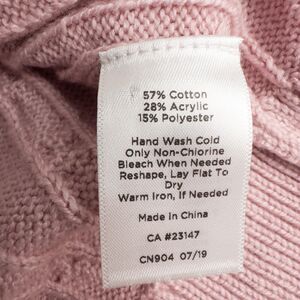 57% Cotton
28% Acrylic
15% Polyester
Hand Wash Cold
Only Non-Chlorine
Bleach When Needed
Reshape, Lay Flat To
Dry
Warm Iron, If Needed
Made In China
CA #23147
CN904 07/19